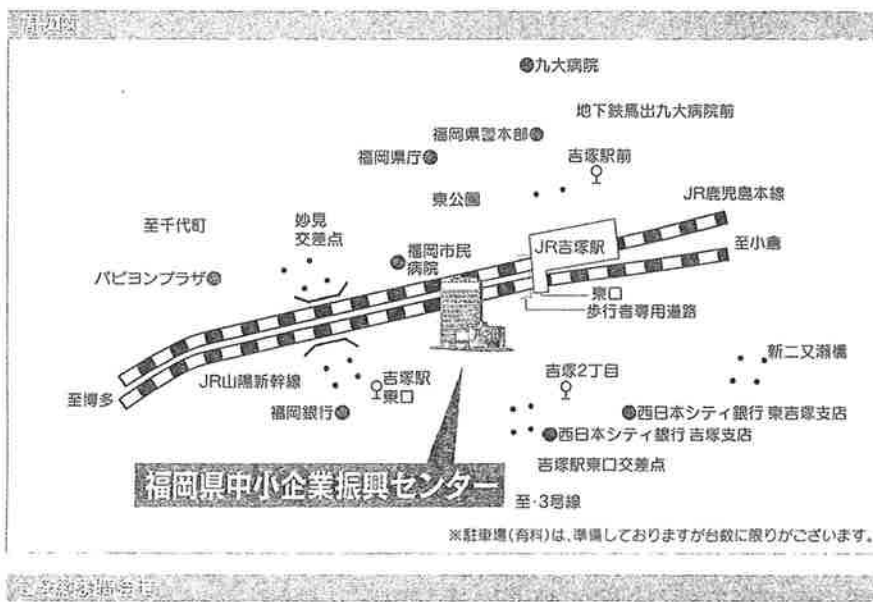 九大病院
地下鉄馬出九大病院前
福岡県警本部
福岡県庁
吉塚駅前
東公園
JR鹿児島本線
至千代町
妙見
交差点
福岡市民
病院
JR吉塚駅
至小倉
パピヨンプラザ
東口
歩行者専用道路
新二又瀬橋
JR山陽新幹線
吉塚駅
東口
吉塚2丁目
至博多
福岡銀行
西日本シティ銀行 東吉塚支店
西日本シティ銀行 吉塚支店
吉塚駅東口交差点
福岡県中小企業振興センター
至・3号線
※駐車場(有料)は、準備しておりますが台数に限りがございます。